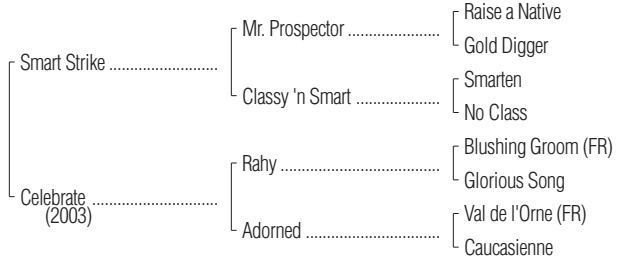 Raise a Native
Mr. Prospector ....................
Gold Digger
Smart Strike ..........................
Smarten
Classy 'n Smart ....................
No Class
Blushing Groom (FR)
Rahy ......................................
Glorious Song
Celebrate ..............................
(2003)
Val de l'Orne (FR)
Adorned ................................
Caucasienne